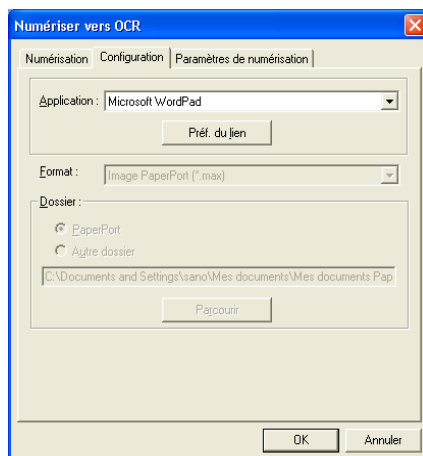 Numériser vers OCR
Numérisation Configuration Paramètres de numérisation
Application : Microsoft WordPad
Préf. du lien
Format : Image PaperPort (*.max)
Dossier :
PaperPort
Autre dossier
C:\Documents and Settings\sano\Mes documents\Mes documents Pap
Parcourir
OK Annuler